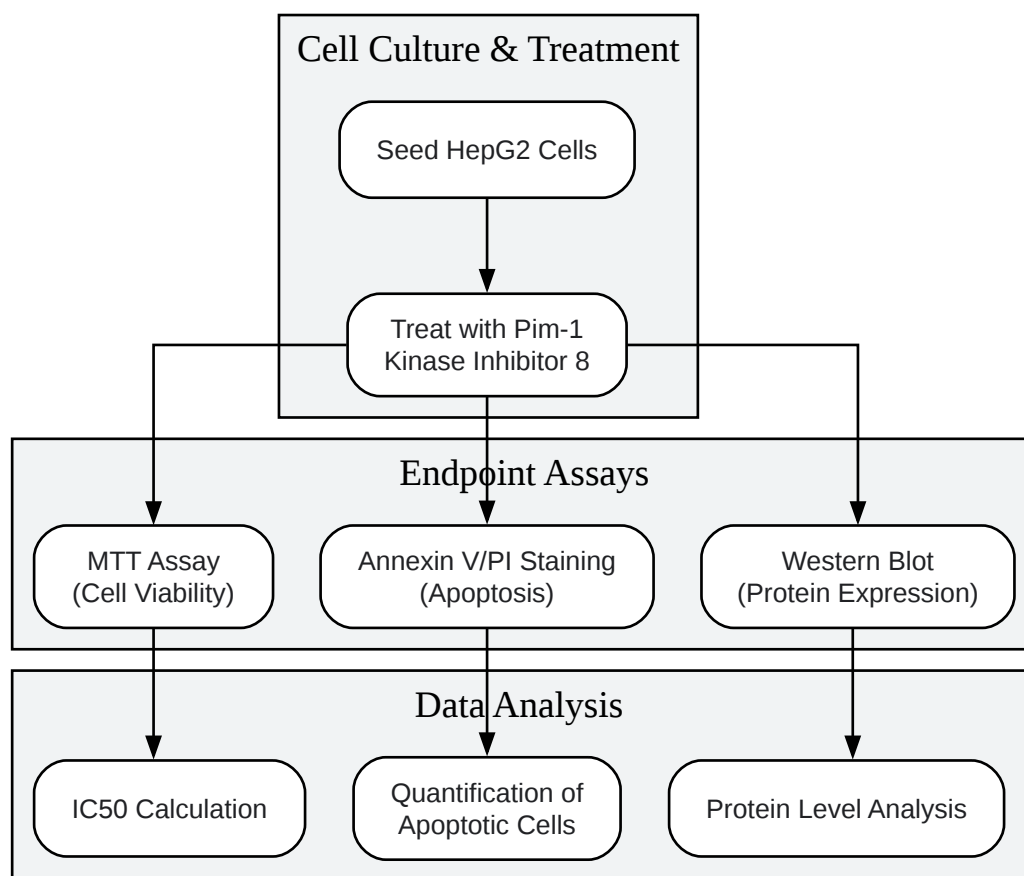 Cell Culture & Treatment
Seed HepG2 Cells
Treat with Pim-1
Kinase Inhibitor 8
Endpoint Assays
MTT Assay
(Cell Viability)
Annexin V/PI Staining
(Apoptosis)
Western Blot
(Protein Expression)
Data Analysis
IC50 Calculation
Quantification of
Apoptotic Cells
Protein Level Analysis